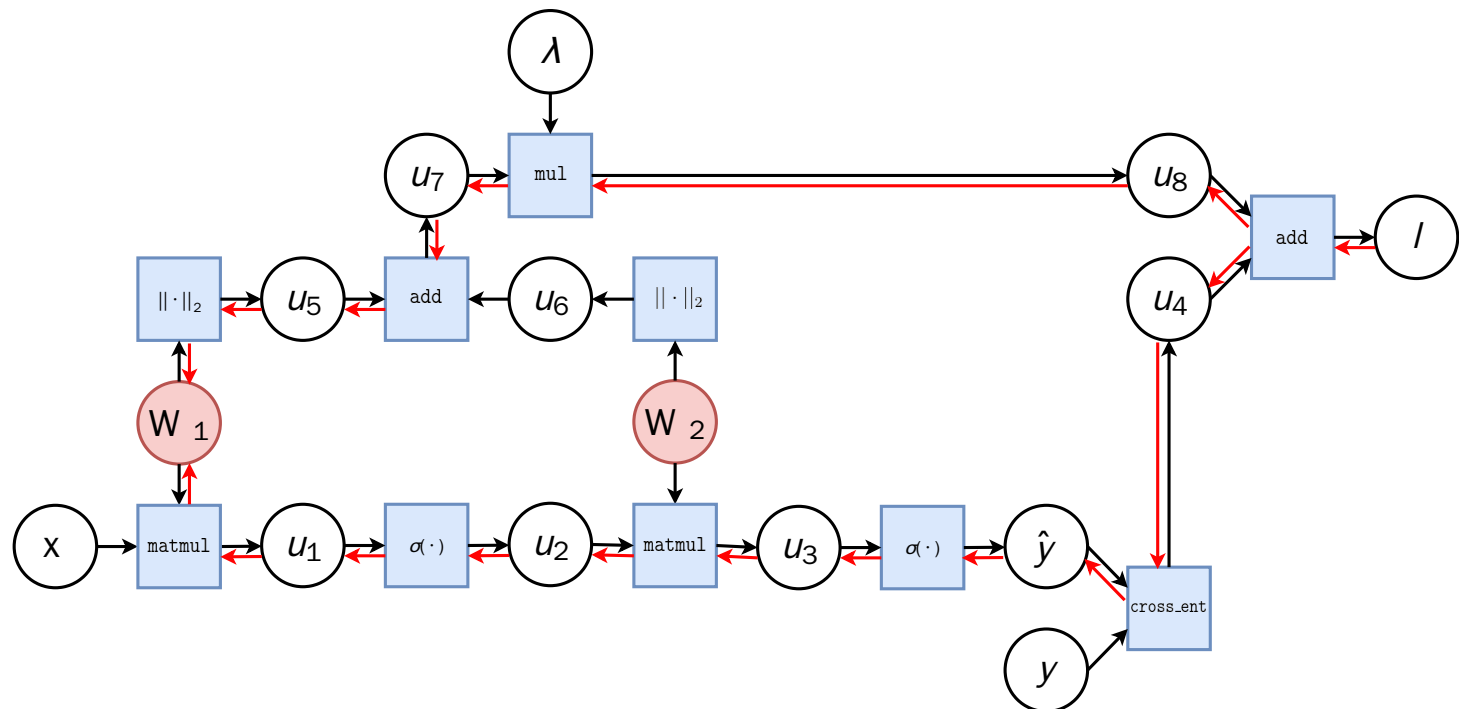 λ
u7
mul
u8
add
l
|| · ||2
u5
add
u6
|| · ||2
u4
W 1
W 2
x
matmul
u1
σ(·)
u2
matmul
u3
σ(·)
ŷ
cross_ent
y